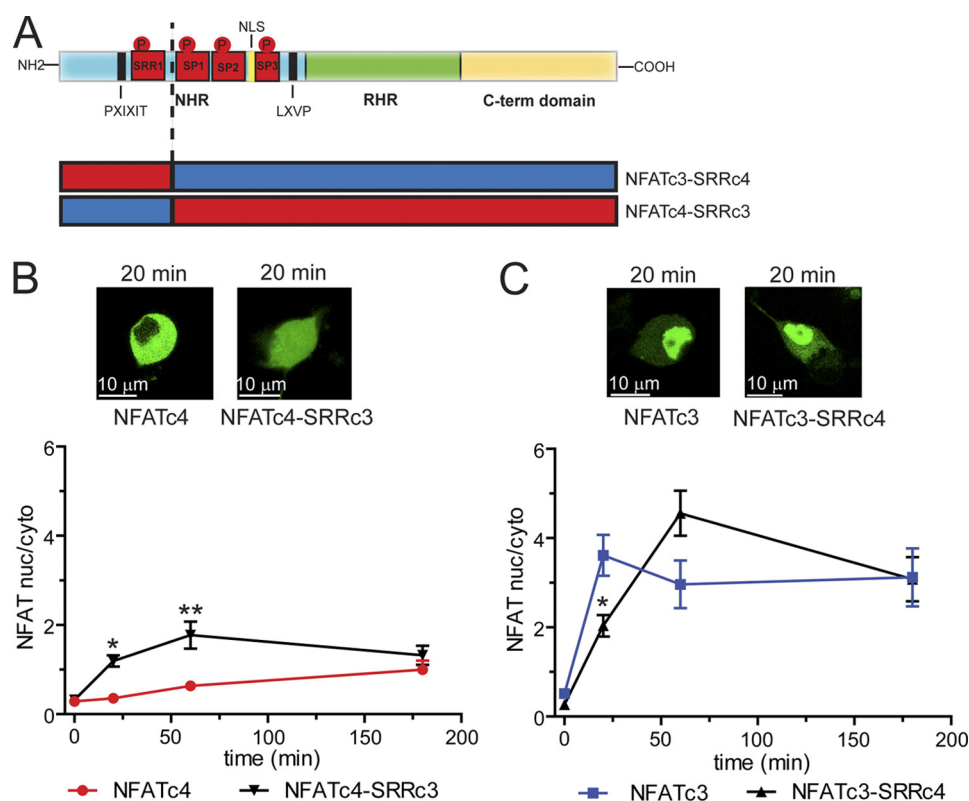 A
NLS
P P P P
NH2 SRR1 SP1 SP2 SP3 COOH
PXIXIT NHR LXVP RHR C-term domain
NFATc3-SRRc4
NFATc4-SRRc3
B
20 min 20 min
10 μm 10 μm
NFATc4 NFATc4-SRRc3
6
4
2
0
NFAT nuc/cyto
* **
0 50 100 150 200
time (min)
NFATc4 NFATc4-SRRc3
C
20 min 20 min
10 μm 10 μm
NFATc3 NFATc3-SRRc4
6
4
2
0
NFAT nuc/cyto
*
0 50 100 150 200
time (min)
NFATc3 NFATc3-SRRc4